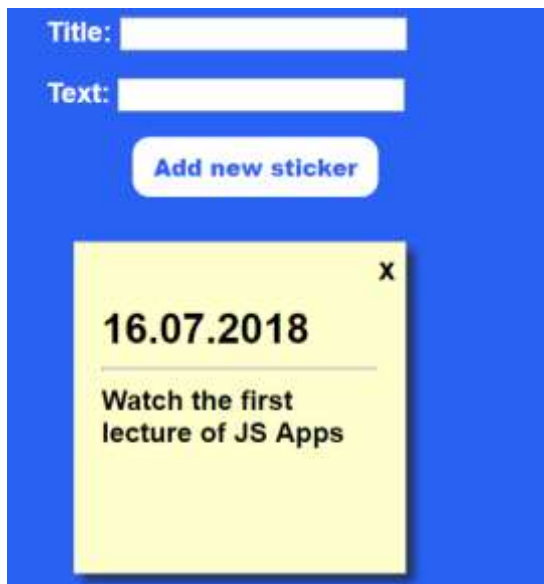 Title:
Text:
Add new sticker
x
16.07.2018
Watch the first
lecture of JS Apps